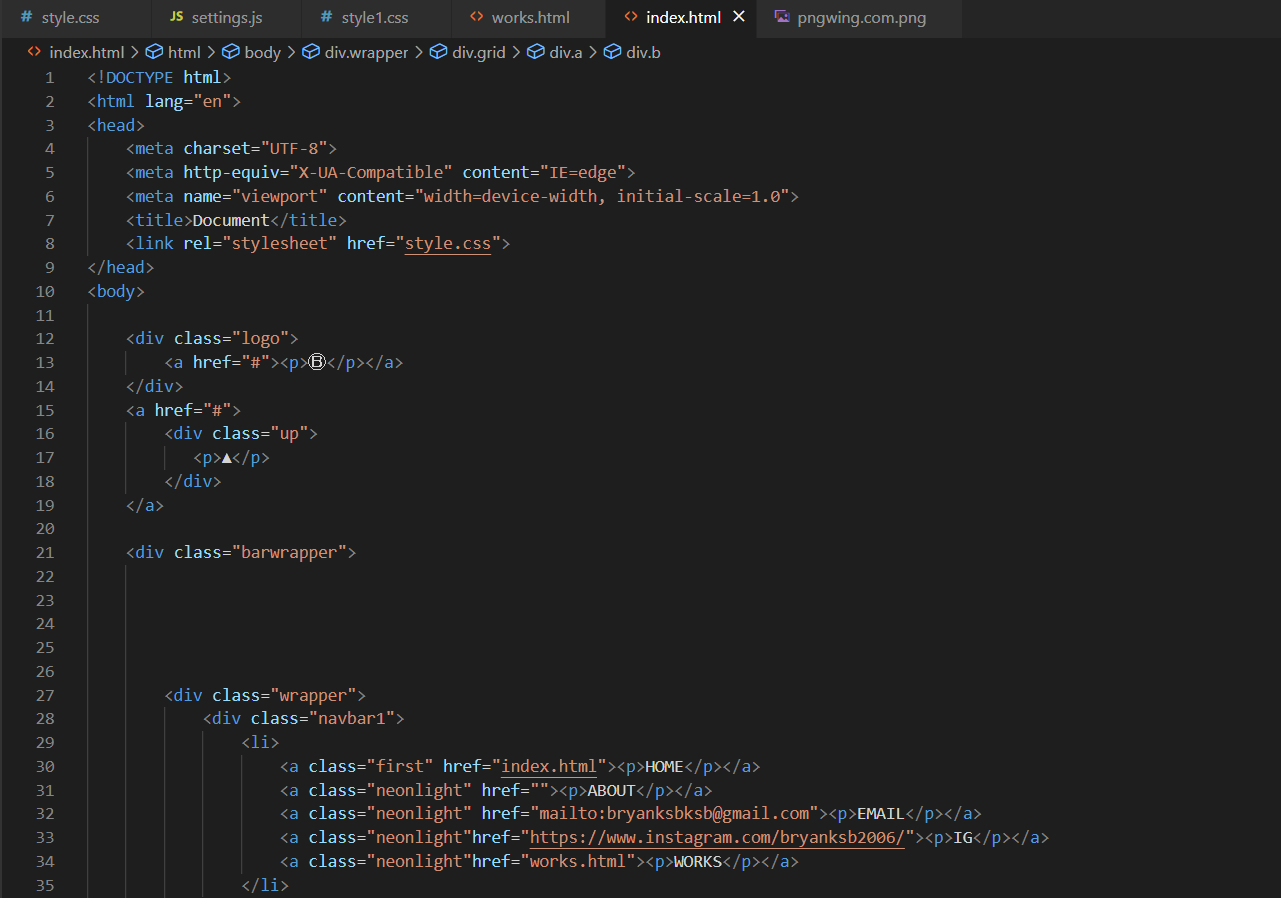 # style.css JS settings.js # style1.css <> works.html <> index.html × pngwing.com.png
<> index.html > html > body > div.wrapper > div.grid > div.a > div.b
1 <!DOCTYPE html>
2 <html lang="en">
3 <head>
4 <meta charset="UTF-8">
5 <meta http-equiv="X-UA-Compatible" content="IE=edge">
6 <meta name="viewport" content="width=device-width, initial-scale=1.0">
7 <title>Document</title>
8 <link rel="stylesheet" href="style.css">
9 </head>
10 <body>
11
12 <div class="logo">
13 <a href="#"><p>Ⓑ</p></a>
14 </div>
15 <a href="#">
16 <div class="up">
17 <p>▲</p>
18 </div>
19 </a>
20
21 <div class="barwrapper">
22
23
24
25
26
27 <div class="wrapper">
28 <div class="navbar1">
29 <li>
30 <a class="first" href="index.html"><p>HOME</p></a>
31 <a class="neonlight" href=""><p>ABOUT</p></a>
32 <a class="neonlight" href="mailto:bryanksbksb@gmail.com"><p>EMAIL</p></a>
33 <a class="neonlight"href="https://www.instagram.com/bryanksb2006/"><p>IG</p></a>
34 <a class="neonlight"href="works.html"><p>WORKS</p></a>
35 </li>